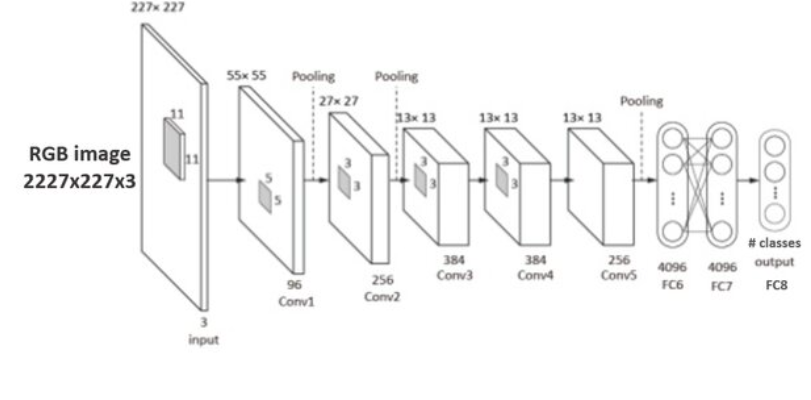 227× 227
55× 55
Pooling
Pooling
27× 27
13× 13
13× 13
13× 13
Pooling
11
11
RGB image
2227x227x3
5
5
3
3
3
3
3
3
# classes
output
FC8
4096
FC6
4096
FC7
384
Conv3
384
Conv4
256
Conv5
256
Conv2
96
Conv1
3
input